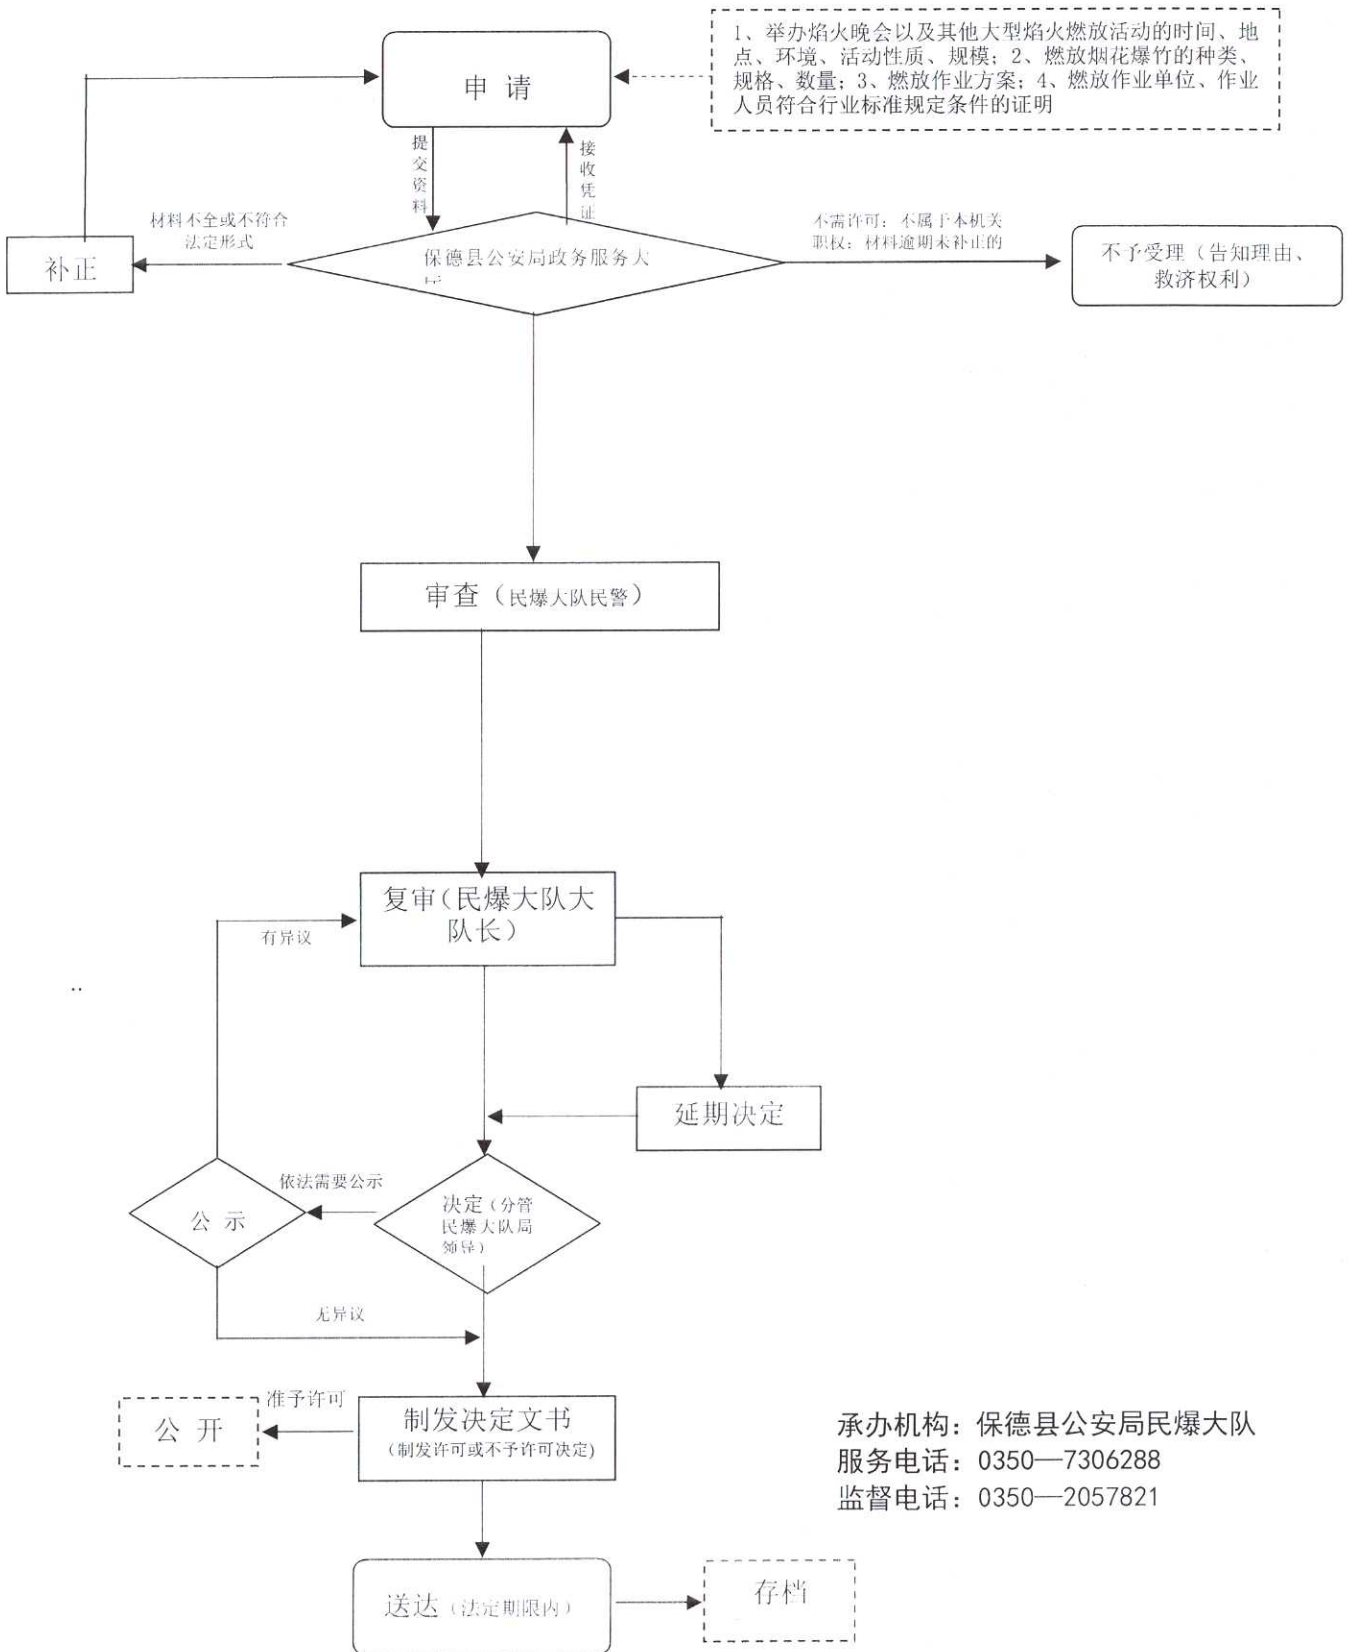 1、举办焰火晚会以及其他大型焰火燃放活动的时间、地
点、环境、活动性质、规模；2、燃放烟花爆竹的种类、
规格、数量；3、燃放作业方案；4、燃放作业单位、作业
人员符合行业标准规定条件的证明
申 请
提交资料
接收凭证
材料不全或不符合
法定形式
补正
保德县公安局政务服务大
不需许可；不属于本机关
职权；材料逾期未补正的
不予受理（告知理由、
救济权利）
审查（民爆大队民警）
复审（民爆大队大
队长）
有异议
延期决定
依法需要公示
公 示
决定（分管
民爆大队局
领导）
无异议
准予许可
公 开
制发决定文书
（制发许可或不予许可决定）
承办机构：保德县公安局民爆大队
服务电话：0350—7306288
监督电话：0350—2057821
送达（法定期限内）
存档